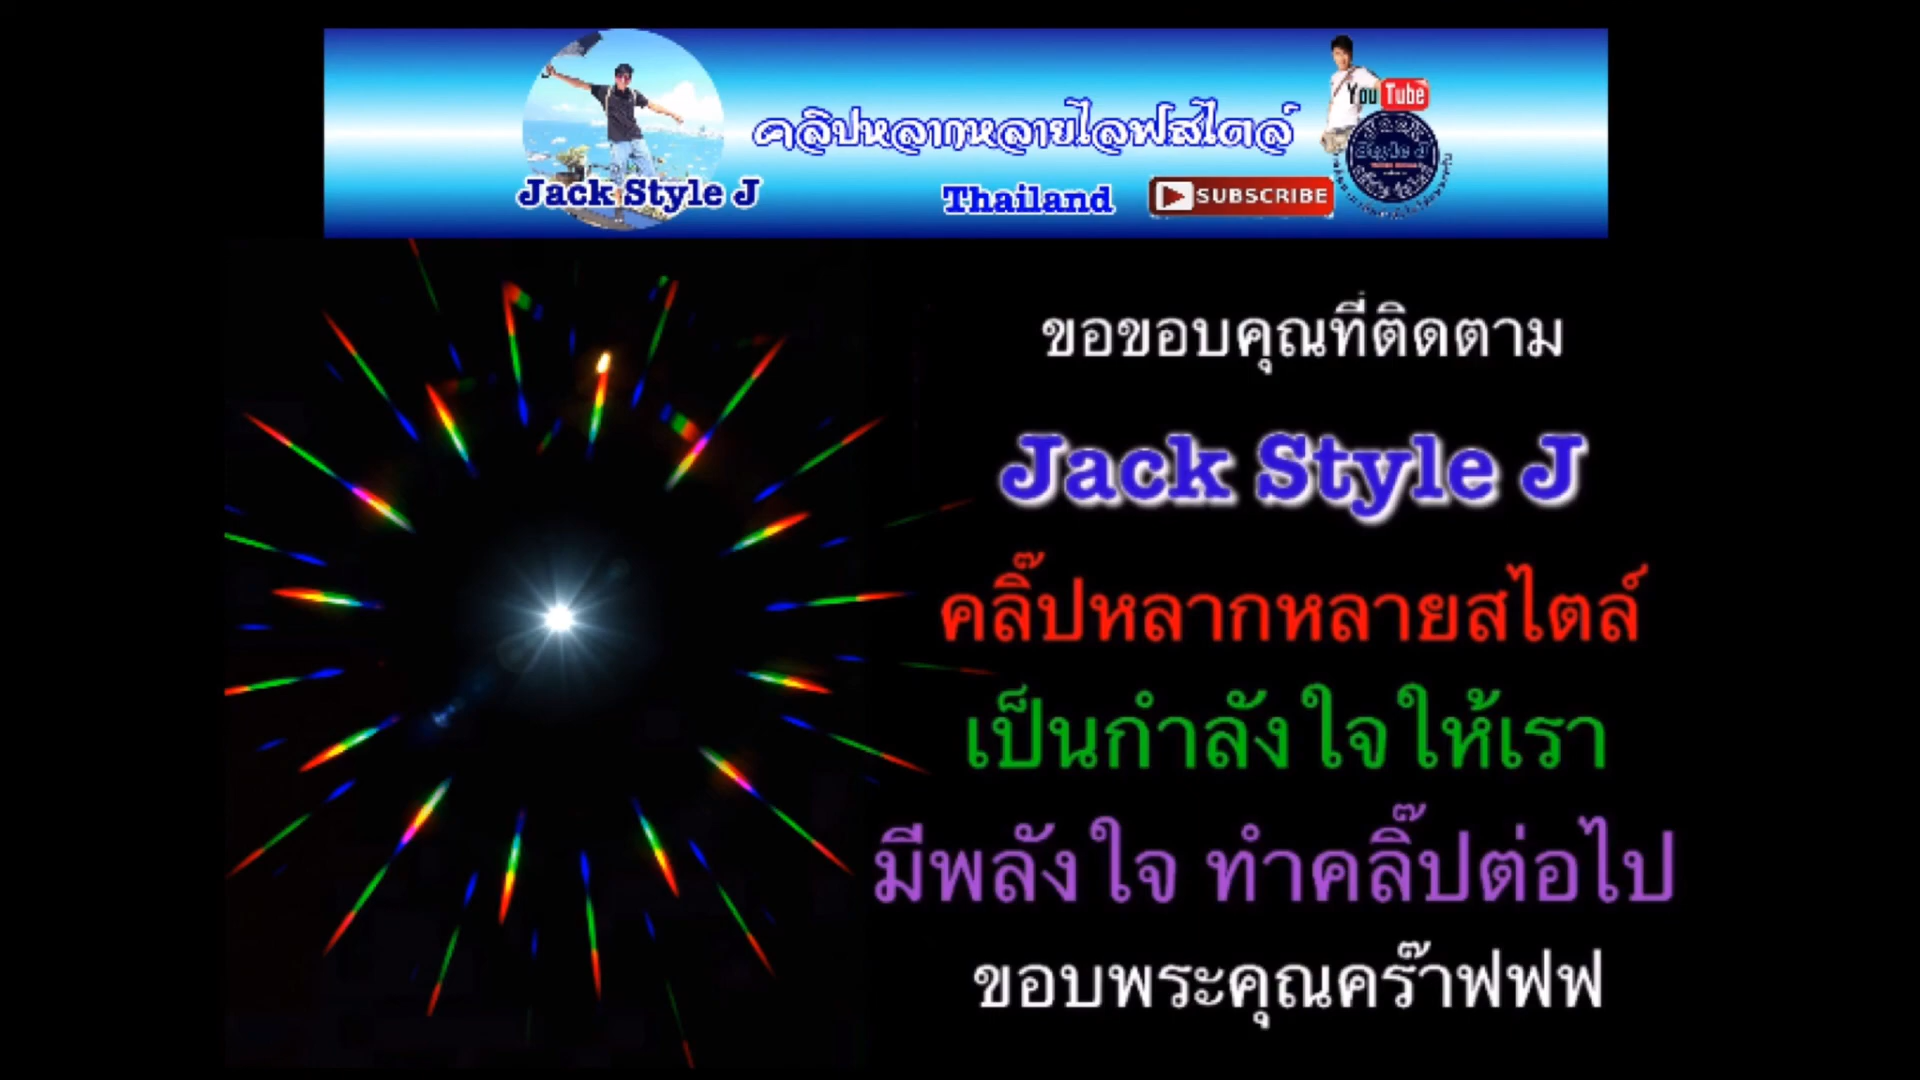 คลิปหลากหลายไลฟ์สไตล์
You Tube
Jack Style J
Thailand
SUBSCRIBE
Style J
ขอขอบคุณที่ติดตาม
Jack Style J
คลิ๊ปหลากหลายสไตล์
เป็นกำลังใจให้เรา
มีพลังใจ ทำคลิ๊ปต่อไป
ขอบพระคุณคร๊าฟฟฟ